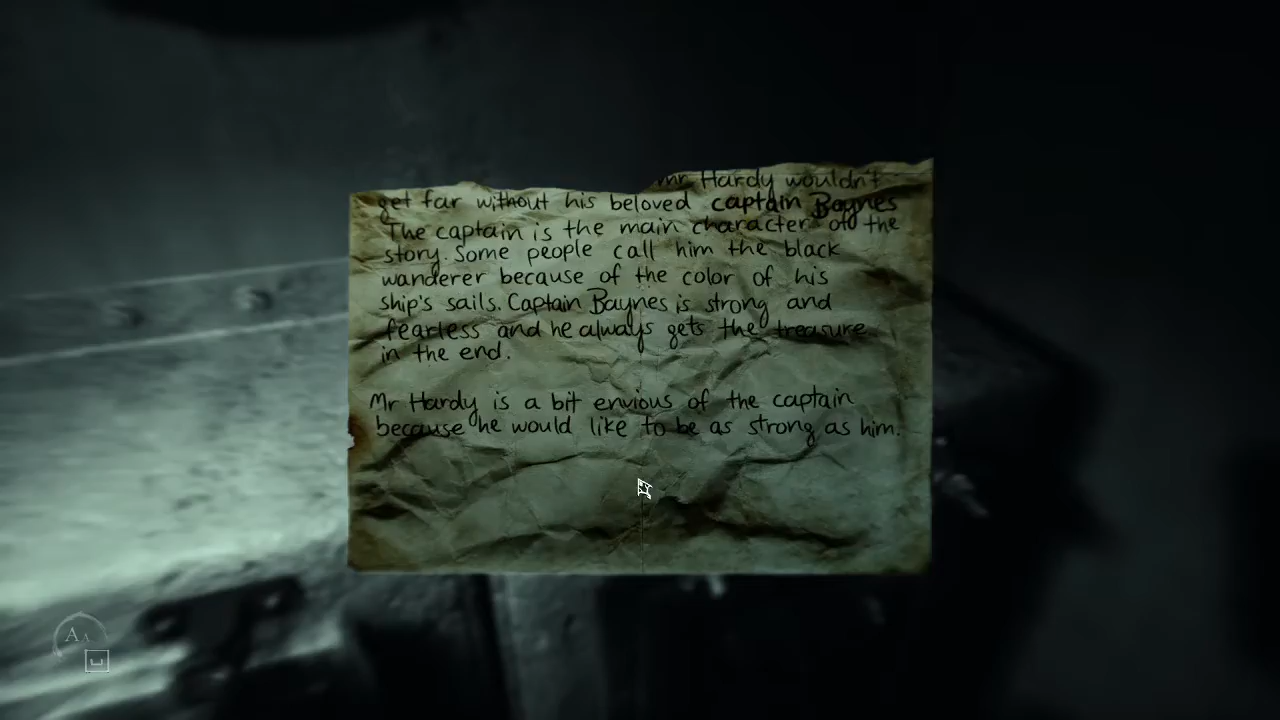 mr Hardy wouldn't
get far without his beloved captain Baynes
The captain is the main character of the
story. Some people call him the black
wanderer because of the color of his
ship's sails. Captain Baynes is strong and
fearless and he always gets the treasure
in the end.
Mr Hardy is a bit envious of the captain
because he would like to be as strong as him.
A A